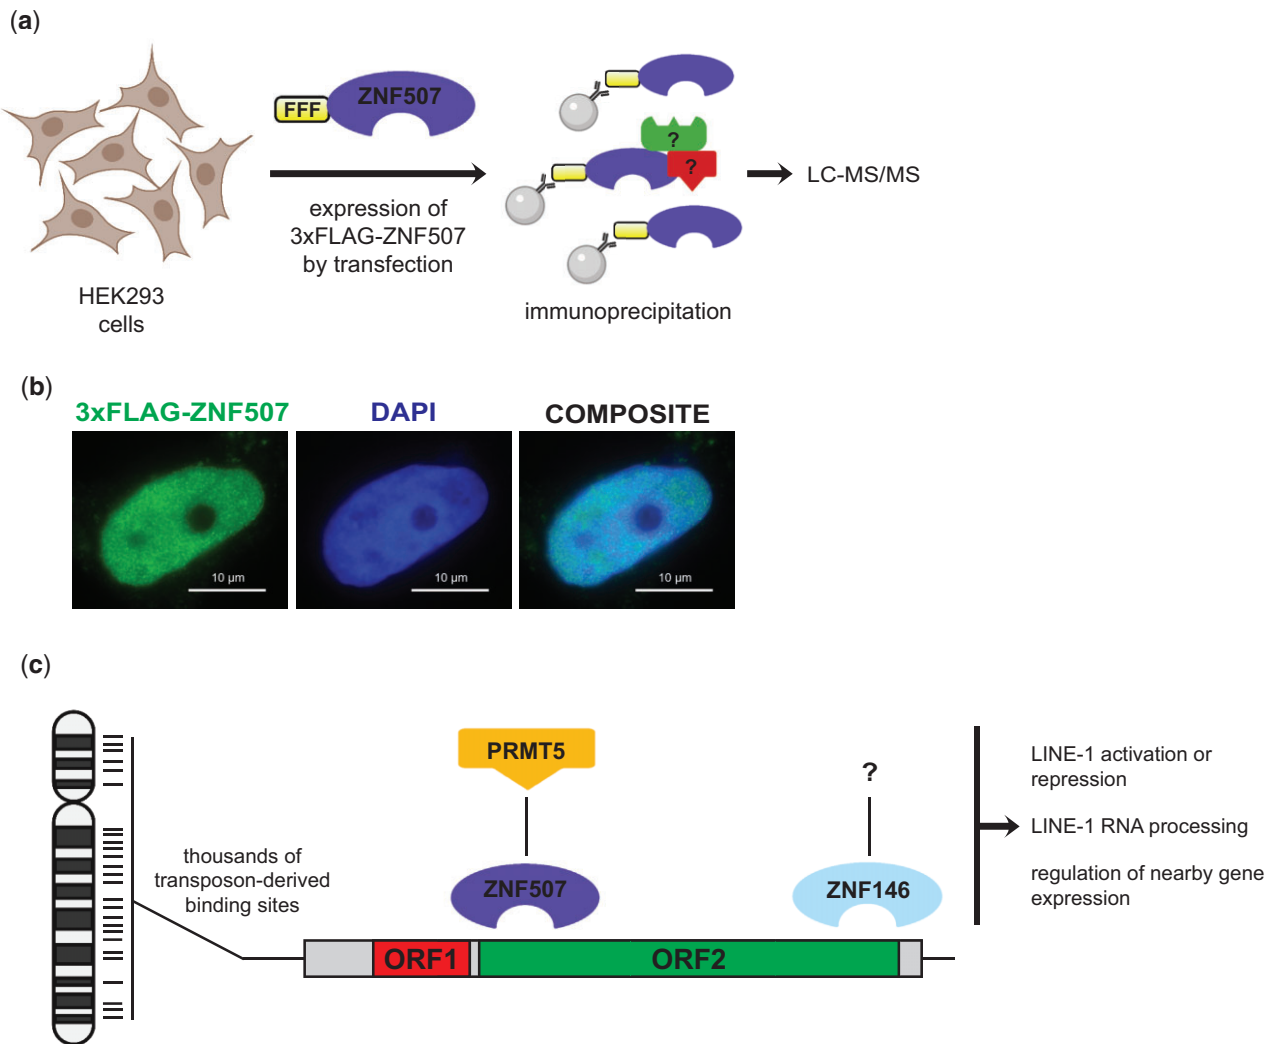 (a)
FFF
ZNF507
?
?
LC-MS/MS
expression of
3xFLAG-ZNF507
by transfection
HEK293
cells
immunoprecipitation
(b)
3xFLAG-ZNF507
DAPI
COMPOSITE
10 µm
10 µm
10 µm
(c)
PRMT5
?
LINE-1 activation or
repression
LINE-1 RNA processing
regulation of nearby gene
expression
thousands of
transposon-derived
binding sites
ZNF507
ZNF146
ORF1
ORF2